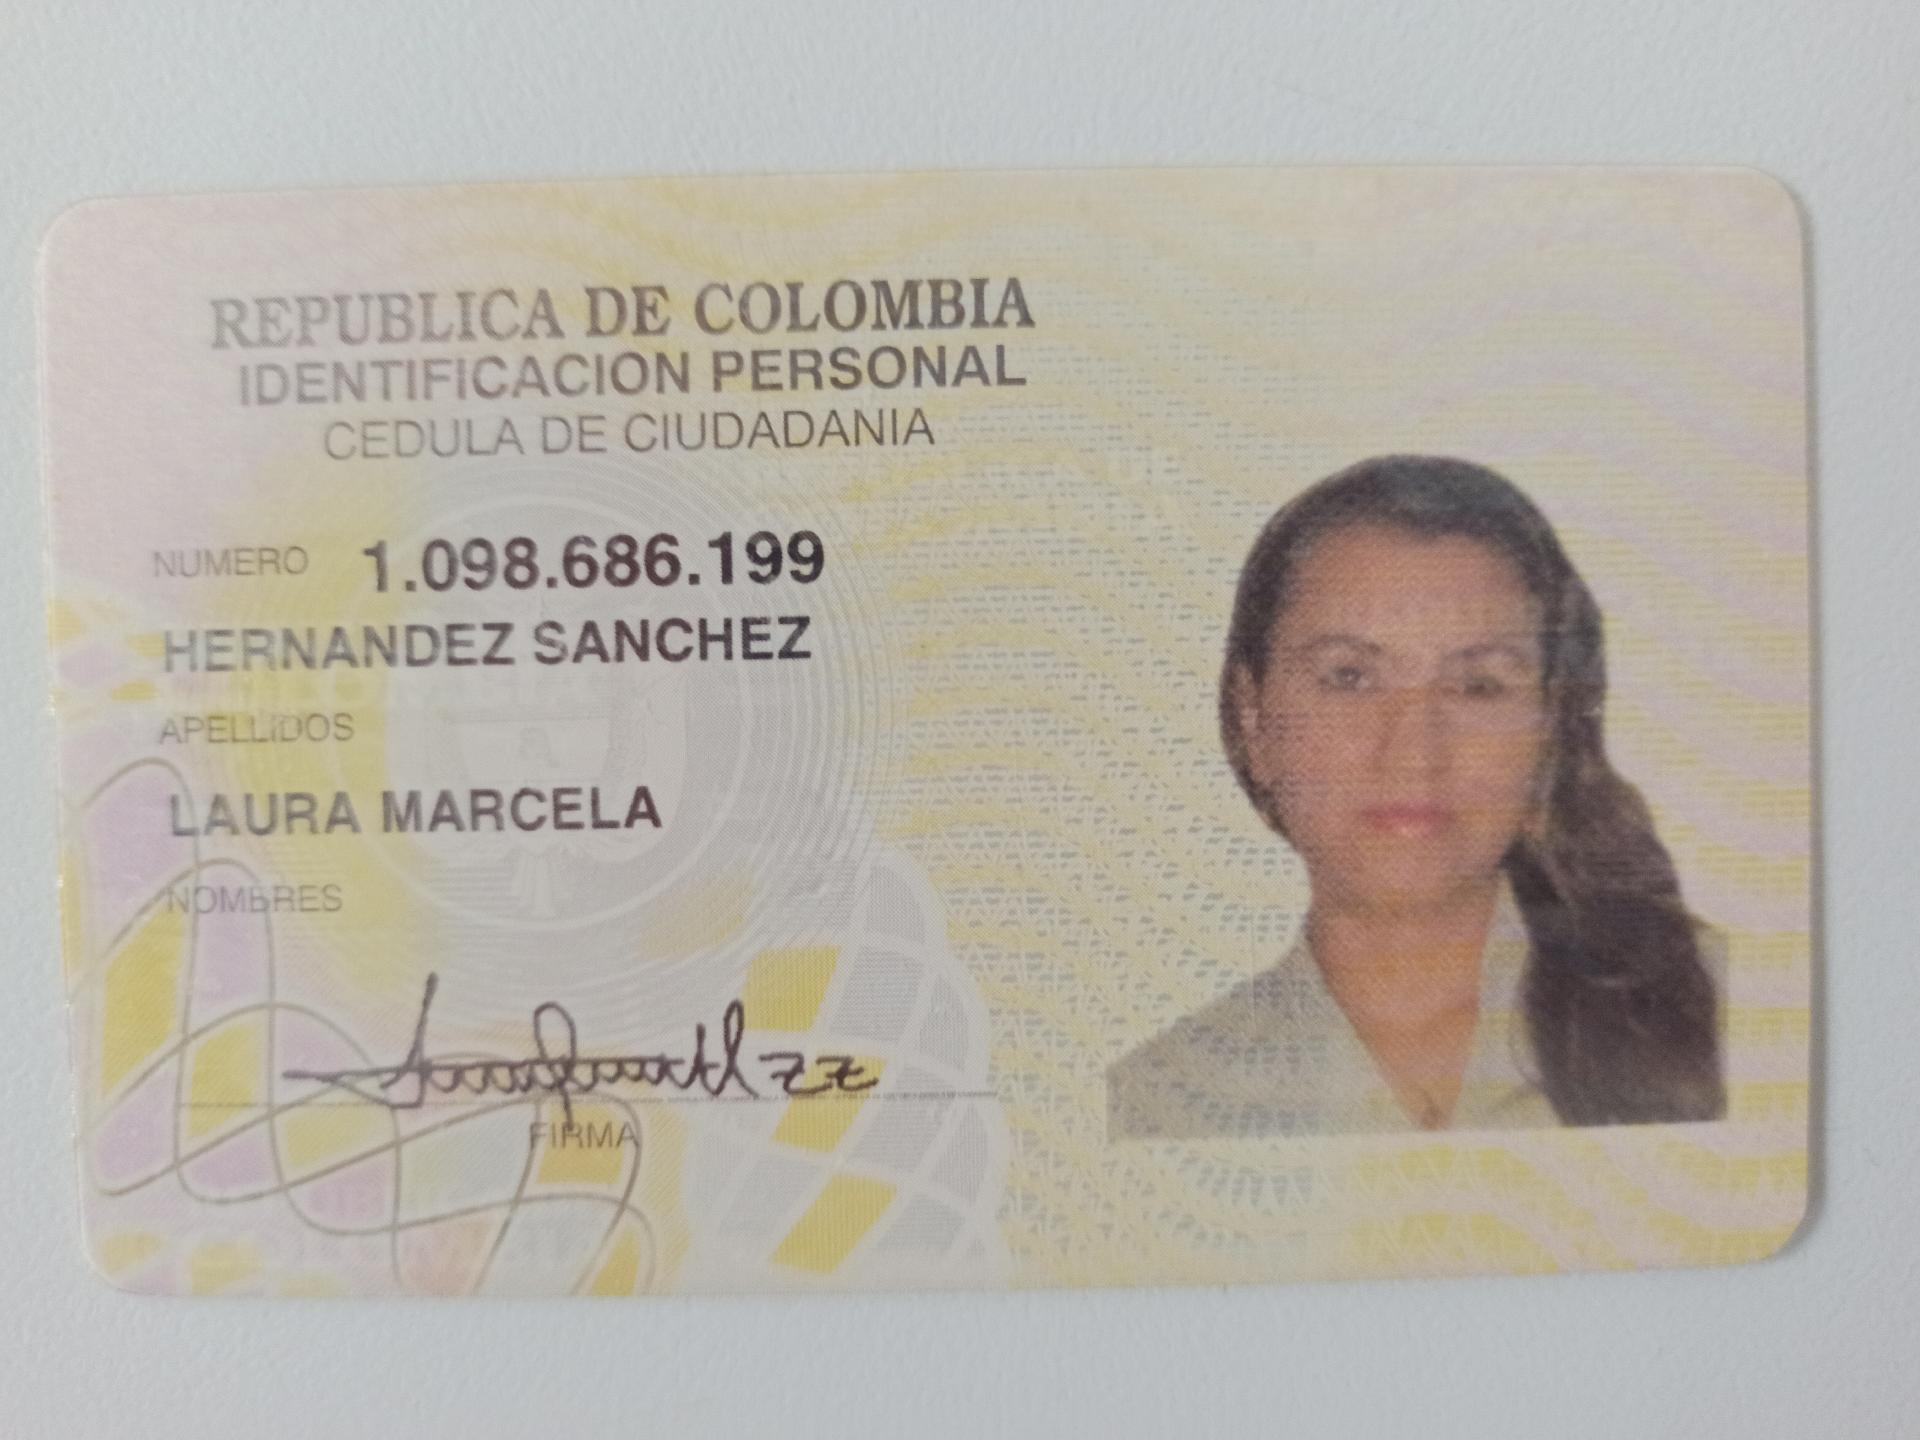 REPUBLICA DE COLOMBIA
IDENTIFICACION PERSONAL
CEDULA DE CIUDADANIA
NUMERO 1.098.686.199
HERNANDEZ SANCHEZ
APELLIDOS
LAURA MARCELA
NOMBRES
FIRMA